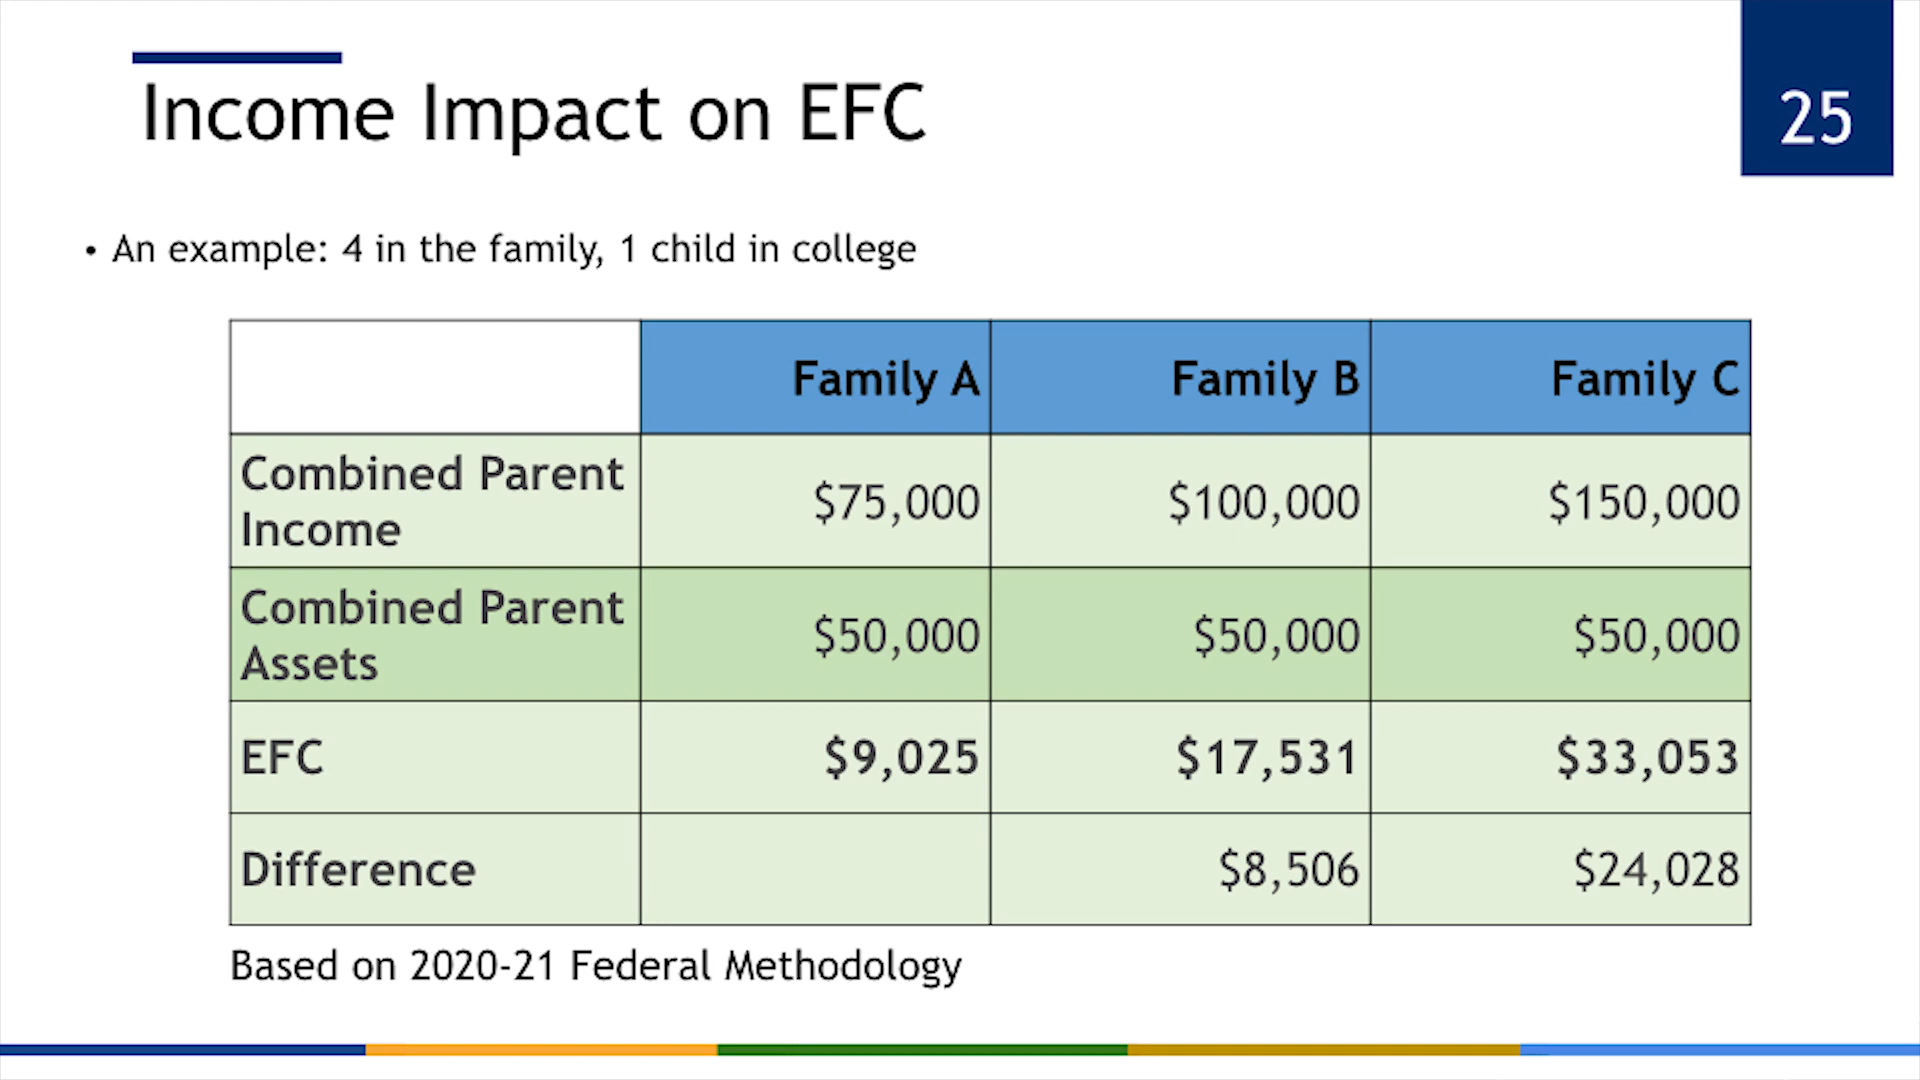 Income Impact on EFC
25
• An example: 4 in the family, 1 child in college
Family A Family B Family C
Combined Parent
Income $75,000 $100,000 $150,000
Combined Parent
Assets $50,000 $50,000 $50,000
EFC $9,025 $17,531 $33,053
Difference $8,506 $24,028
Based on 2020-21 Federal Methodology